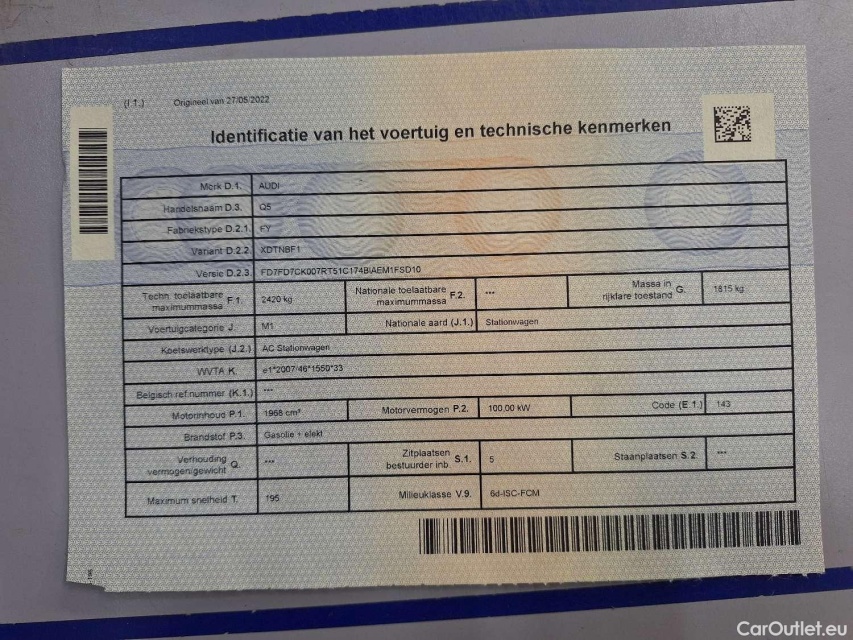 (I 1.) Origineel van 27/05/2022
Identificatie van het voertuig en technische kenmerken
Merk D.1. AUDI
Handelsnaam D.3. Q5
Fabriekstype D.2.1. FY
Variant D.2.2. XDTNBF1
Versie D.2.3. FD7FD7CK007RT51C174BIAEM1FSD10
Techn. toelaatbare maximummassa F.1. 2420 kg Nationale toelaatbare maximummassa F.2. *** Massa in rijklare toestand G. 1815 kg
Voertuigcategorie J. M1 Nationale aard (J.1.) Stationwagen
Koetswerktype (J.2.) AC Stationwagen
WVTA K. e1*2007/46*1550*33
Belgisch ref.nummer (K.1.) ***
Motorinhoud P.1. 1968 cm³ Motorvermogen P.2. 100,00 kW Code (E 1.) 143
Brandstof P.3. Gasolie + elekt
Verhouding vermogen/gewicht Q. *** Zitplaatsen bestuurder inb. S.1. 5 Staanplaatsen S.2. ***
Maximum snelheid T. 195 Milieuklasse V.9. 6d-ISC-FCM
CarOutlet.eu